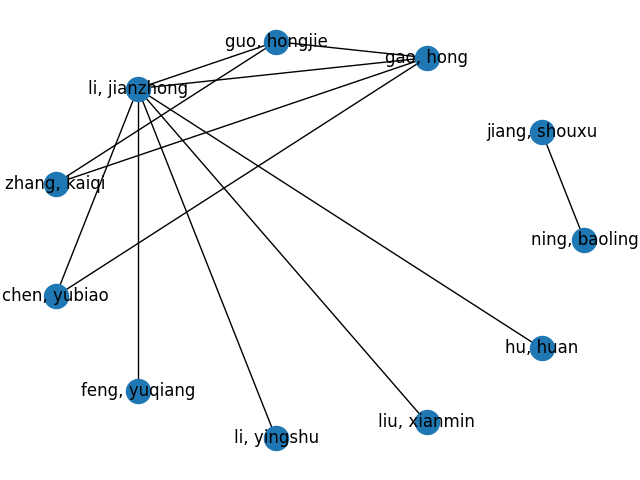 guo, hongjie
gao, hong
li, jianzhong
jiang, shouxu
zhang, kaiqi
ning, baoling
chen, yubiao
hu, huan
feng, yuqiang
liu, xianmin
li, yingshu